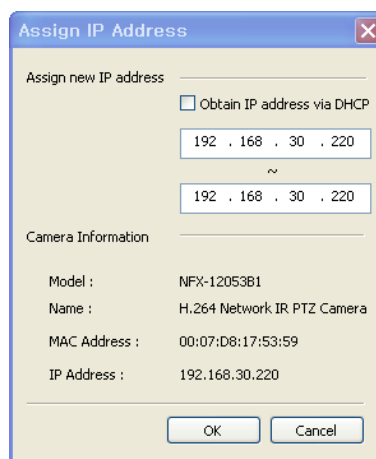 Assign IP Address
Assign new IP address
Obtain IP address via DHCP
192 . 168 . 30 . 220
~
192 . 168 . 30 . 220
Camera Information
Model : NFX-12053B1
Name : H.264 Network IR PTZ Camera
MAC Address : 00:07:D8:17:53:59
IP Address : 192.168.30.220
OK Cancel